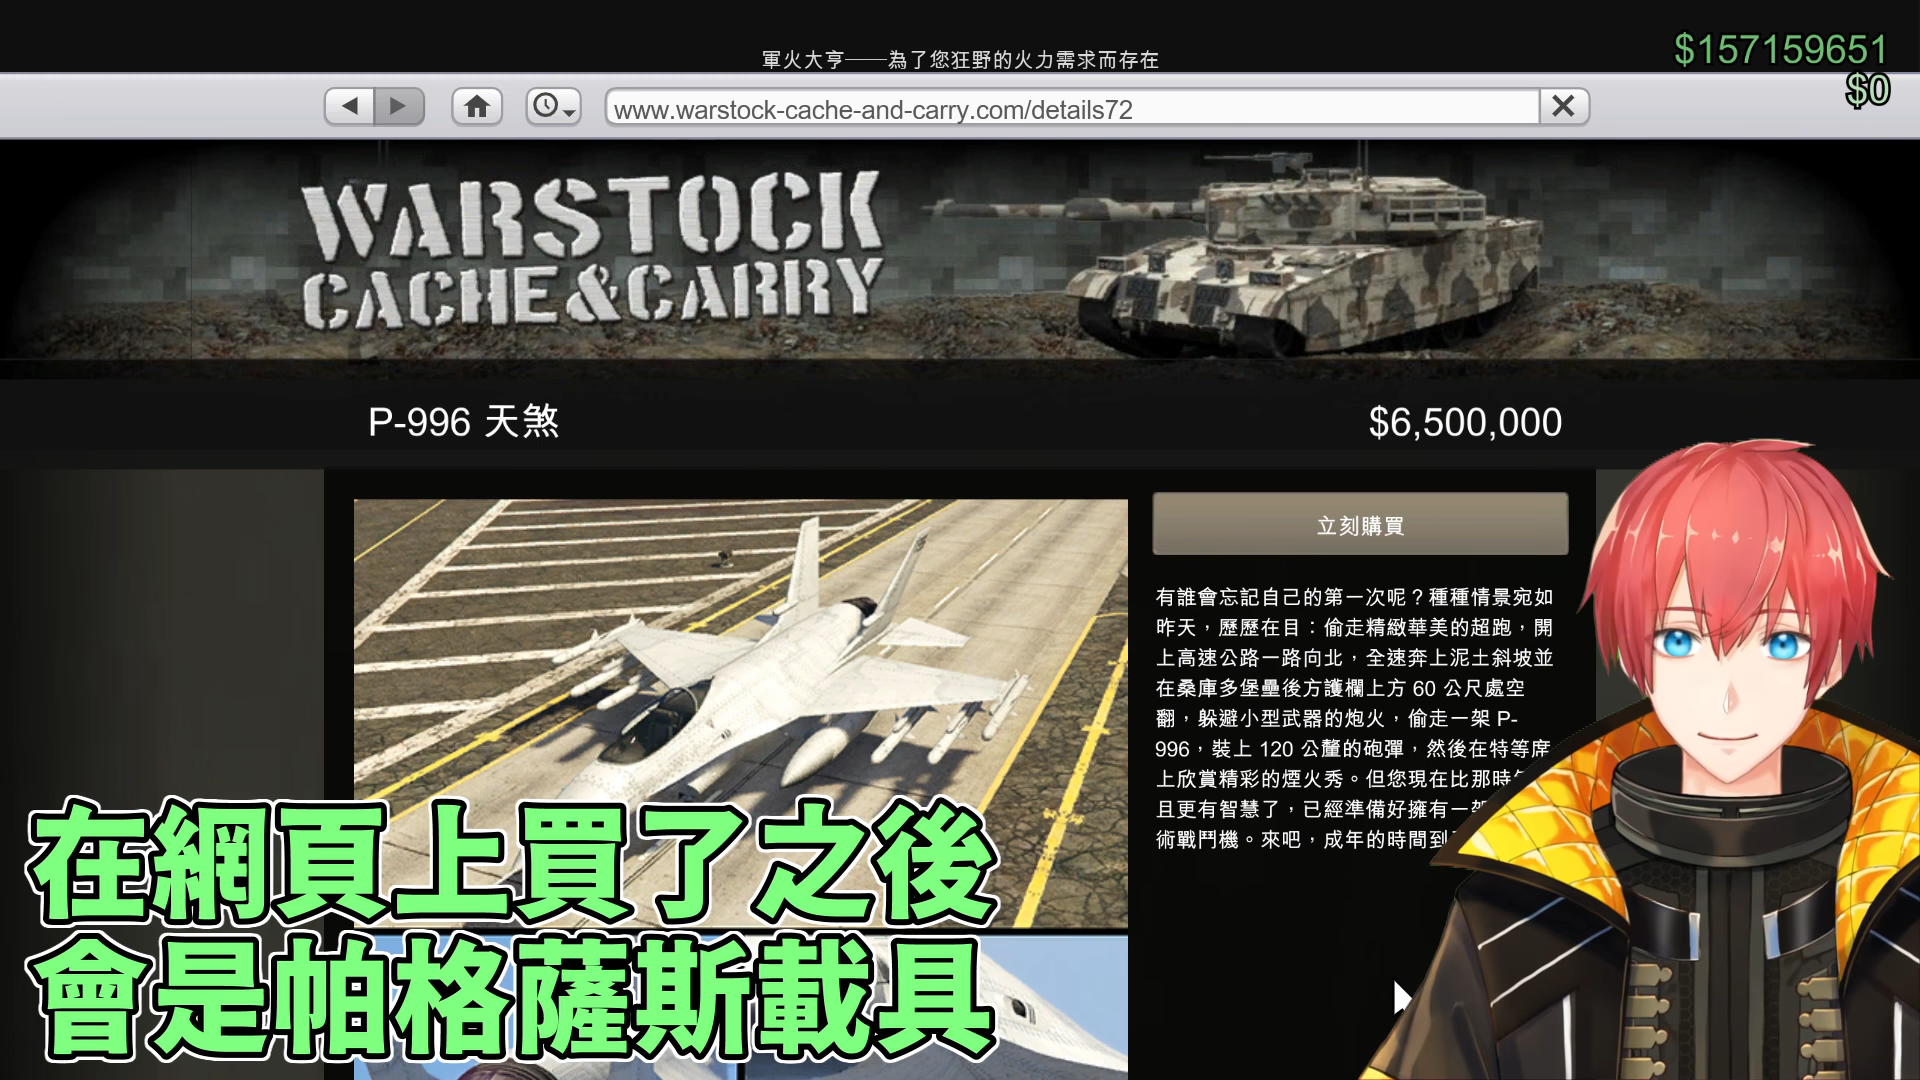 軍火大亨——為了您狂野的火力需求而存在
$157159651
$0
www.warstock-cache-and-carry.com/details72
WARSTOCK
CACHE&CARRY
P-996 天煞
$6,500,000
立刻購買
有誰會忘記自己的第一次呢？種種情景宛如
昨天，歷歷在目：偷走精緻華美的超跑，開
上高速公路一路向北，全速奔上泥土斜坡並
在桑庫多堡壘後方護欄上方 60 公尺處空
翻，躲避小型武器的炮火，偷走一架 P-
996，裝上 120 公釐的砲彈，然後在特等席
上欣賞精彩的煙火秀。但您現在比那時
且更有智慧了，已經準備好擁有一架
術戰鬥機。來吧，成年的時間到
在網頁上買了之後
會是帕格薩斯載具